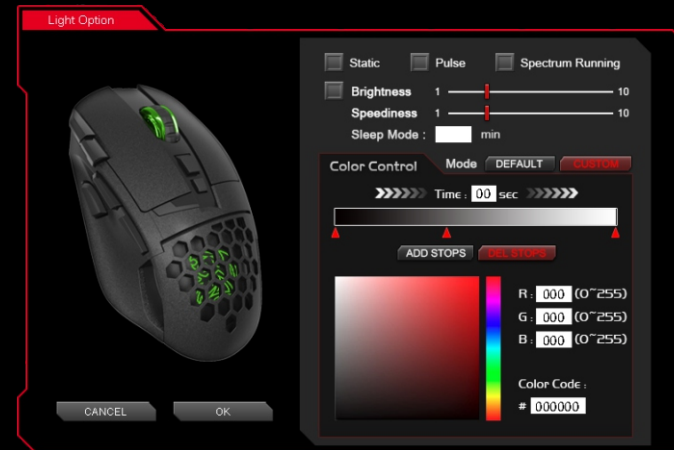 Light Option
Static Pulse Spectrum Running
Brightness 1 10
Speediness 1 10
Sleep Mode : min
Color Control Mode DEFAULT CUSTOM
Time : 00 sec
ADD STOPS DEL STOPS
R : 000 (0~255)
G : 000 (0~255)
B : 000 (0~255)
Color Code :
# 000000
CANCEL OK